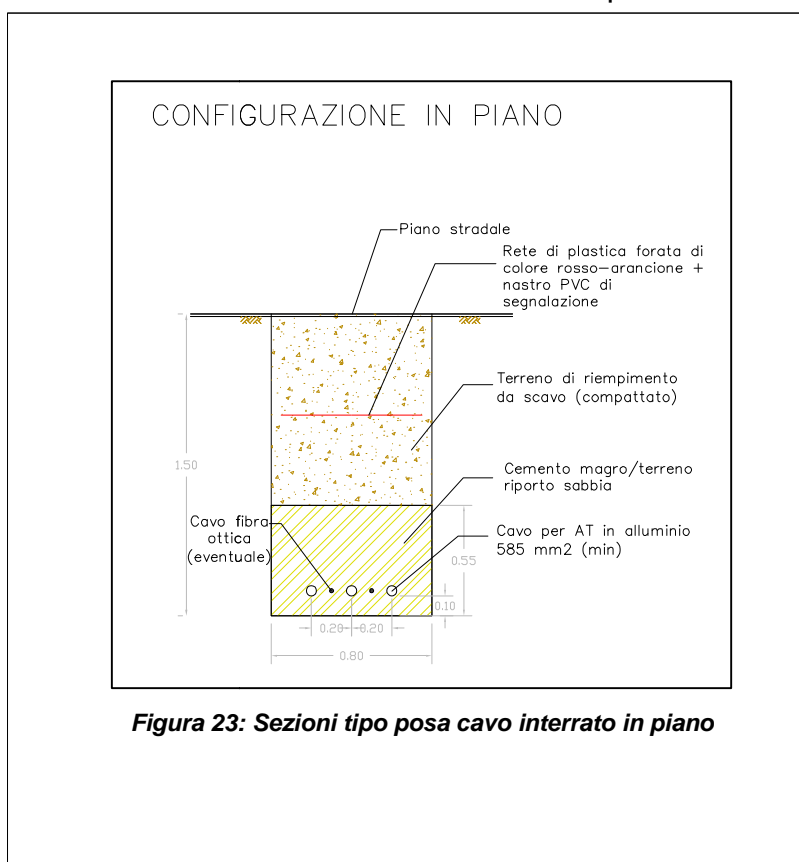 CONFIGURAZIONE IN PIANO
Piano stradale
Rete di plastica forata di
colore rosso-arancione +
nastro PVC di
segnalazione
Terreno di riempimento
da scavo (compattato)
1.50
Cemento magro/terreno
riporto sabbia
Cavo fibra
ottica
(eventuale)
Cavo per AT in alluminio
585 mm2 (min)
0.55
0.10
0.20
0.20
0.80
Figura 23: Sezioni tipo posa cavo interrato in piano